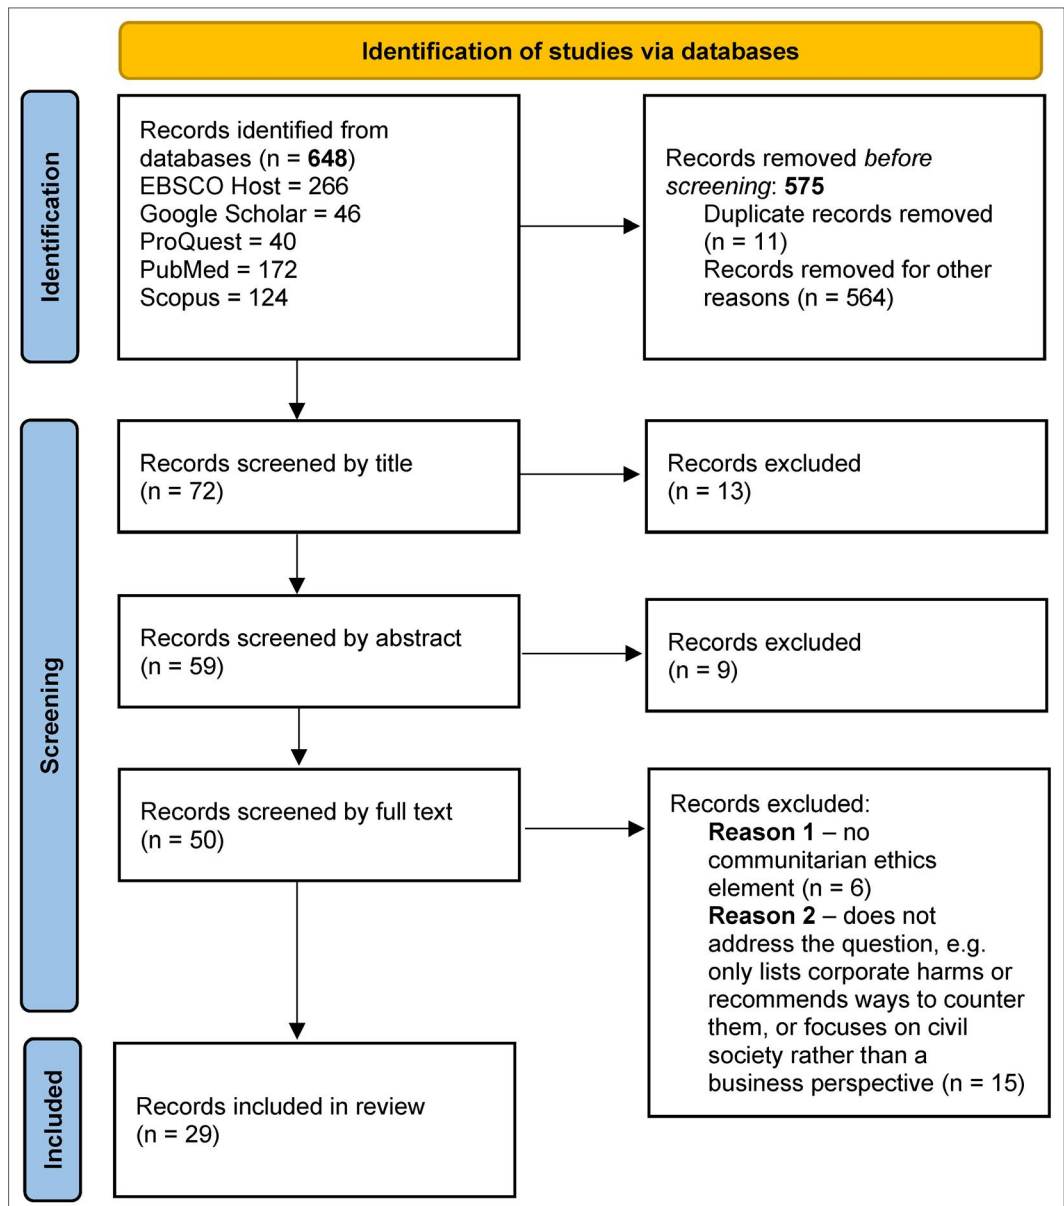 Identification of studies via databases
Identification
Records identified from
databases (n = 648)
EBSCO Host = 266
Google Scholar = 46
ProQuest = 40
PubMed = 172
Scopus = 124
Records removed before
screening: 575
Duplicate records removed
(n = 11)
Records removed for other
reasons (n = 564)
Screening
Records screened by title
(n = 72)
Records excluded
(n = 13)
Records screened by abstract
(n = 59)
Records excluded
(n = 9)
Records screened by full text
(n = 50)
Records excluded:
Reason 1 – no
communitarian ethics
element (n = 6)
Reason 2 – does not
address the question, e.g.
only lists corporate harms or
recommends ways to counter
them, or focuses on civil
society rather than a
business perspective (n = 15)
Included
Records included in review
(n = 29)